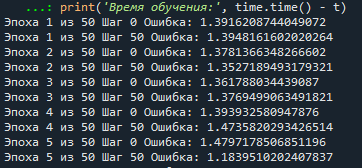 ...: print('Время обучения:', time.time() - t)
Эпоха 1 из 50 Шаг 0 Ошибка: 1.3916208744049072
Эпоха 1 из 50 Шаг 50 Ошибка: 1.3948161602020264
Эпоха 2 из 50 Шаг 0 Ошибка: 1.3781366348266602
Эпоха 2 из 50 Шаг 50 Ошибка: 1.3527189493179321
Эпоха 3 из 50 Шаг 0 Ошибка: 1.361788034439087
Эпоха 3 из 50 Шаг 50 Ошибка: 1.3769499063491821
Эпоха 4 из 50 Шаг 0 Ошибка: 1.393932580947876
Эпоха 4 из 50 Шаг 50 Ошибка: 1.4735820293426514
Эпоха 5 из 50 Шаг 0 Ошибка: 1.4797178506851196
Эпоха 5 из 50 Шаг 50 Ошибка: 1.1839510202407837